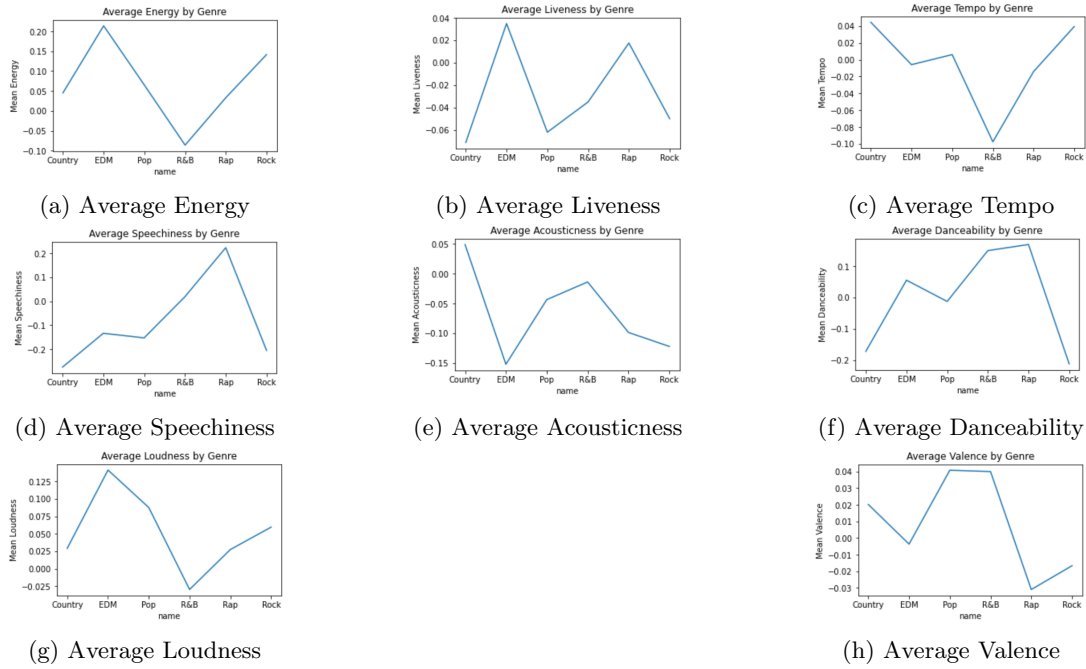 Average Energy by Genre
Mean Energy
0.20
0.15
0.10
0.05
0.00
−0.05
−0.10
Country EDM Pop R&B Rap Rock
name
(a) Average Energy
Average Liveness by Genre
Mean Liveness
0.04
0.02
0.00
−0.02
−0.04
−0.06
Country EDM Pop R&B Rap Rock
name
(b) Average Liveness
Average Tempo by Genre
Mean Tempo
0.04
0.02
0.00
−0.02
−0.04
−0.06
−0.08
−0.10
Country EDM Pop R&B Rap Rock
name
(c) Average Tempo
Average Speechiness by Genre
Mean Speechiness
0.2
0.1
0.0
−0.1
−0.2
Country EDM Pop R&B Rap Rock
name
(d) Average Speechiness
Average Acousticness by Genre
Mean Acousticness
0.05
0.00
−0.05
−0.10
−0.15
Country EDM Pop R&B Rap Rock
name
(e) Average Acousticness
Average Danceability by Genre
Mean Danceability
0.1
0.0
−0.1
−0.2
Country EDM Pop R&B Rap Rock
name
(f) Average Danceability
Average Loudness by Genre
Mean Loudness
0.125
0.100
0.075
0.050
0.025
0.000
−0.025
Country EDM Pop R&B Rap Rock
name
(g) Average Loudness
Average Valence by Genre
Mean Valence
0.04
0.03
0.02
0.01
0.00
−0.01
−0.02
−0.03
Country EDM Pop R&B Rap Rock
name
(h) Average Valence